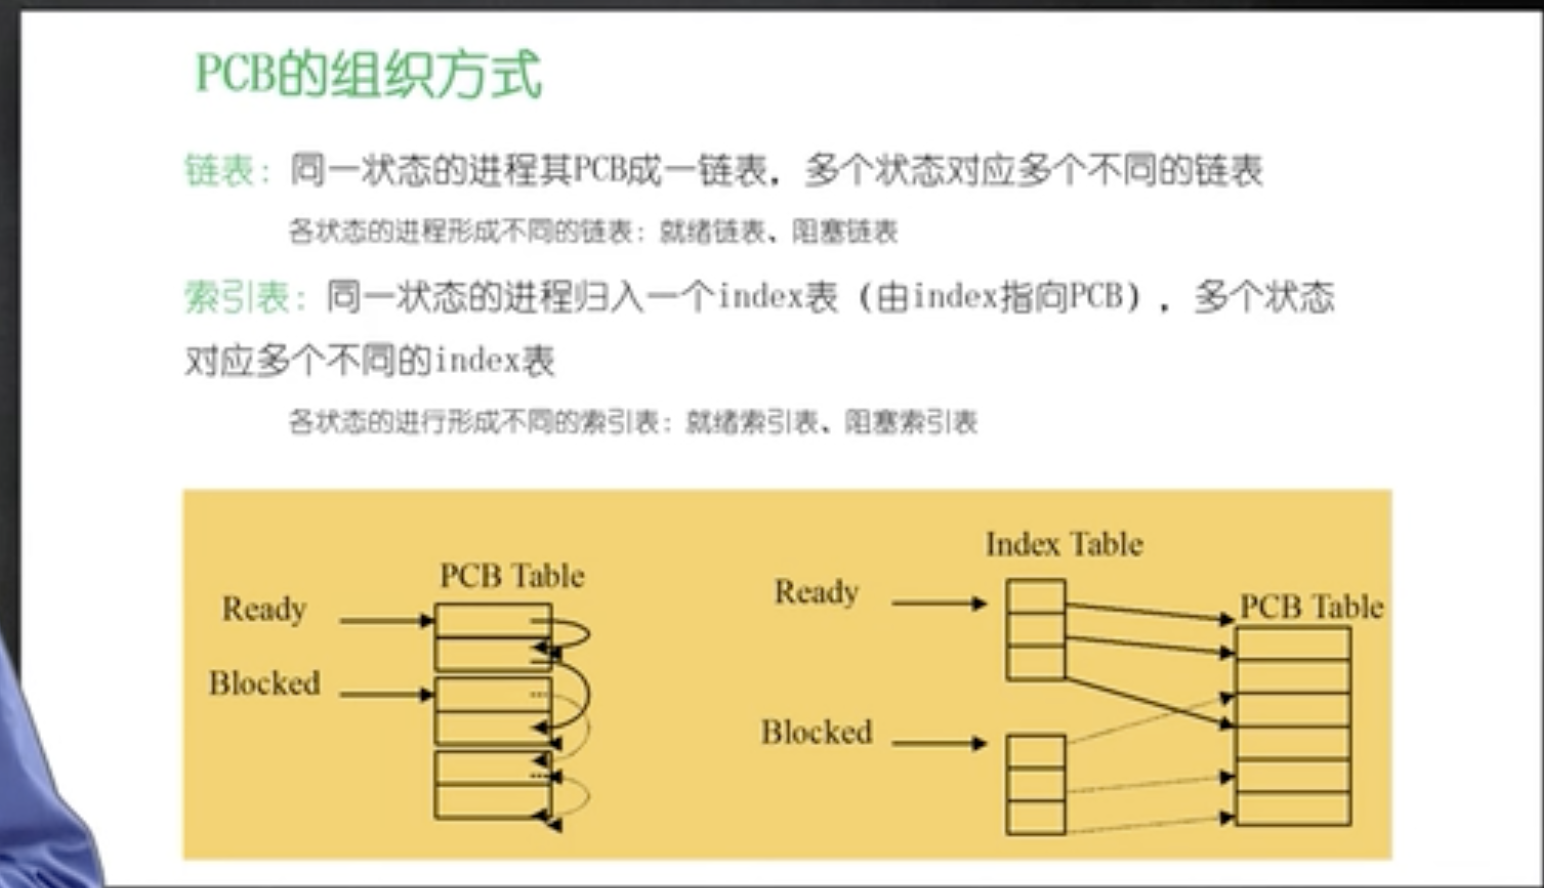 PCB的组织方式
链表：同一状态的进程其PCB成一链表，多个状态对应多个不同的链表
各状态的进程形成不同的链表：就绪链表、阻塞链表
索引表：同一状态的进程归入一个index表（由index指向PCB），多个状态
对应多个不同的index表
各状态的进行形成不同的索引表：就绪索引表、阻塞索引表
PCB Table
Ready
Blocked
Index Table
Ready
PCB Table
Blocked